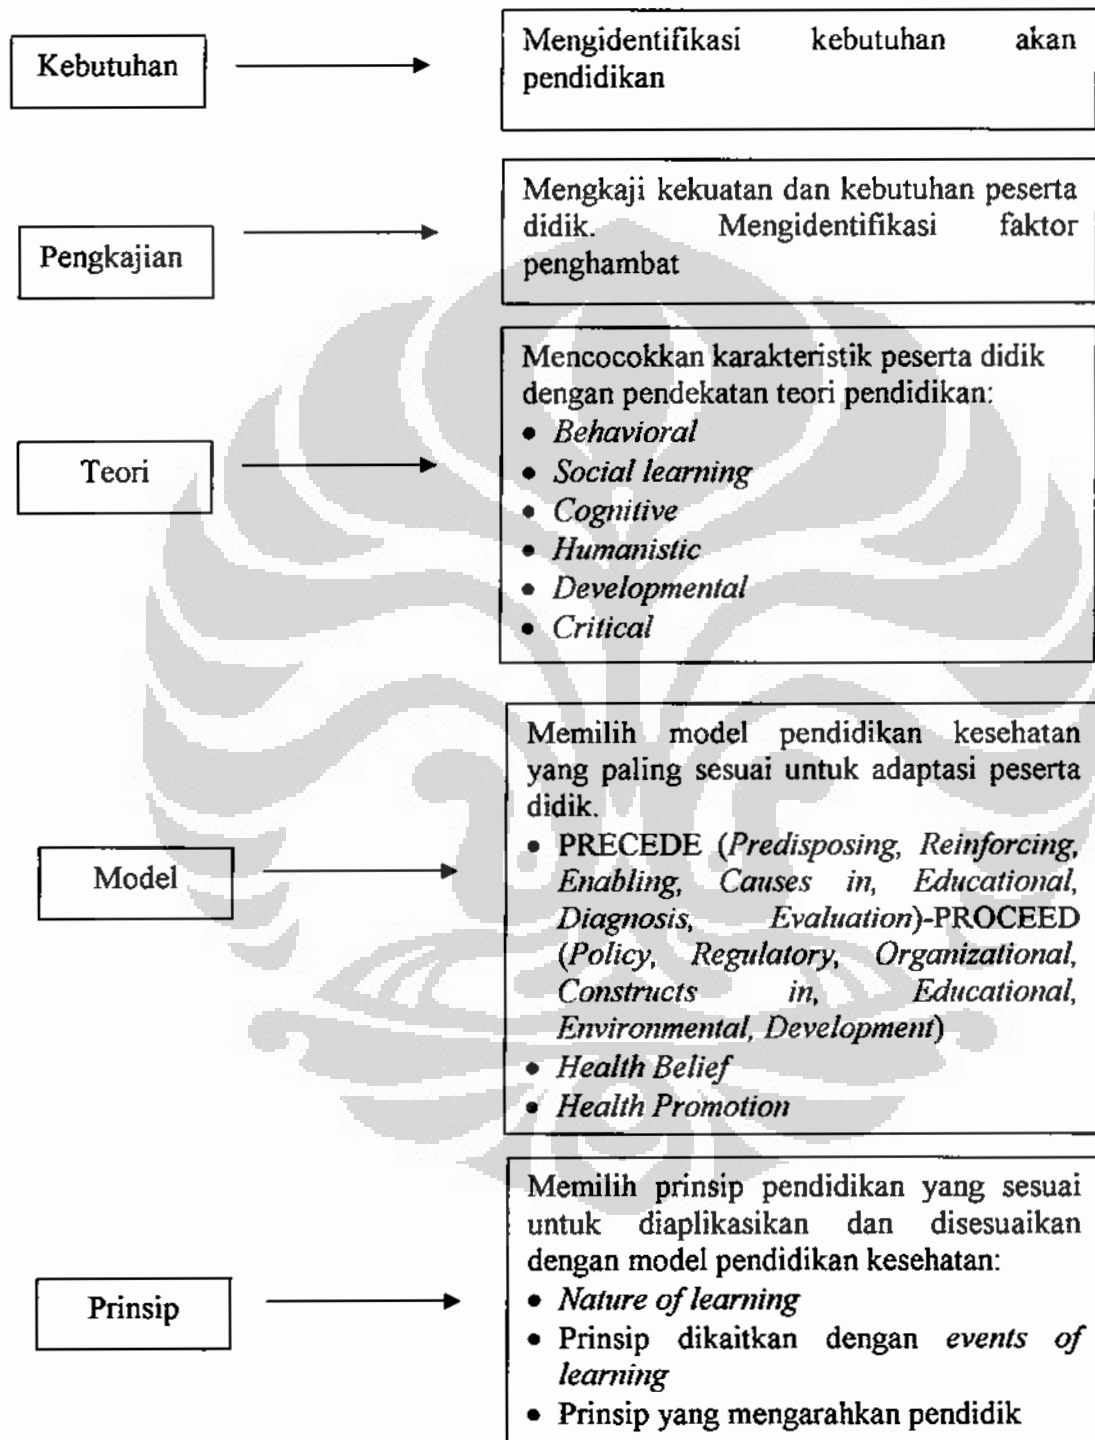 Kebutuhan
Mengidentifikasi kebutuhan akan
pendidikan
Pengkajian
Mengkaji kekuatan dan kebutuhan peserta
didik. Mengidentifikasi faktor
penghambat
Teori
Mencocokkan karakteristik peserta didik
dengan pendekatan teori pendidikan:
• Behavioral
• Social learning
• Cognitive
• Humanistic
• Developmental
• Critical
Model
Memilih model pendidikan kesehatan
yang paling sesuai untuk adaptasi peserta
didik.
• PRECEDE (Predisposing, Reinforcing,
Enabling, Causes in, Educational,
Diagnosis, Evaluation)-PROCEED
(Policy, Regulatory, Organizational,
Constructs in, Educational,
Environmental, Development)
• Health Belief
• Health Promotion
Prinsip
Memilih prinsip pendidikan yang sesuai
untuk diaplikasikan dan disesuaikan
dengan model pendidikan kesehatan:
• Nature of learning
• Prinsip dikaitkan dengan events of
learning
• Prinsip yang mengarahkan pendidik